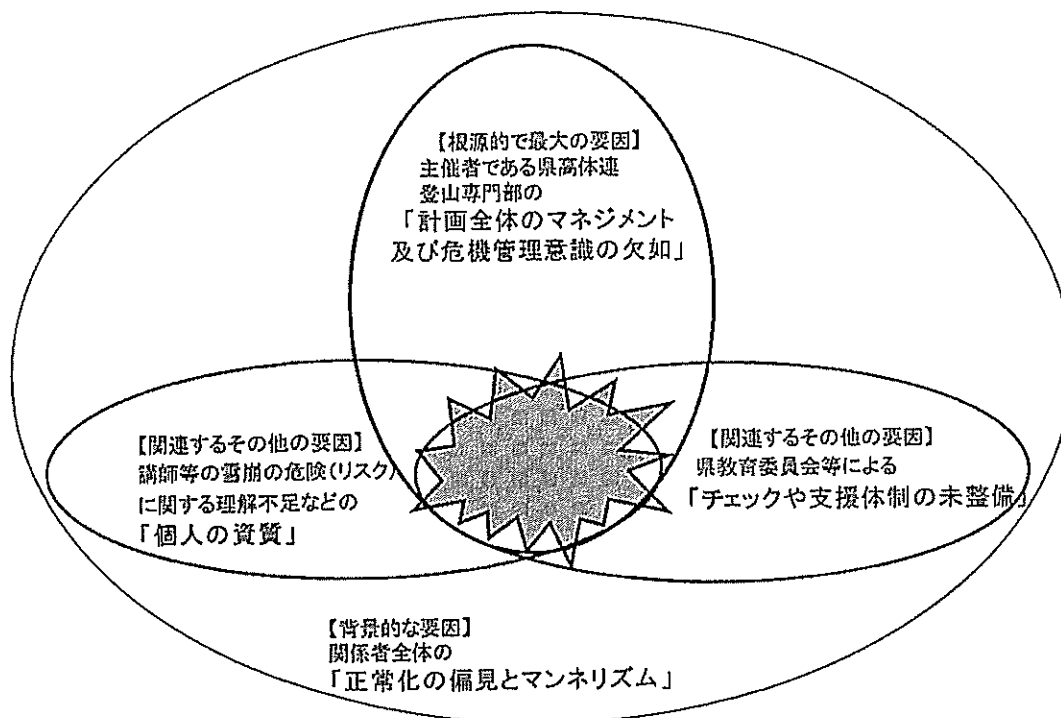 【根源的で最大の要因】
主催者である県高体連
登山専門部の
「計画全体のマネジメント
及び危機管理意識の欠如」
【関連するその他の要因】
講師等の雪崩の危険(リスク)
に関する理解不足などの
「個人の資質」
【関連するその他の要因】
県教育委員会等による
「チェックや支援体制の未整備」
【背景的な要因】
関係者全体の
「正常化の偏見とマンネリズム」